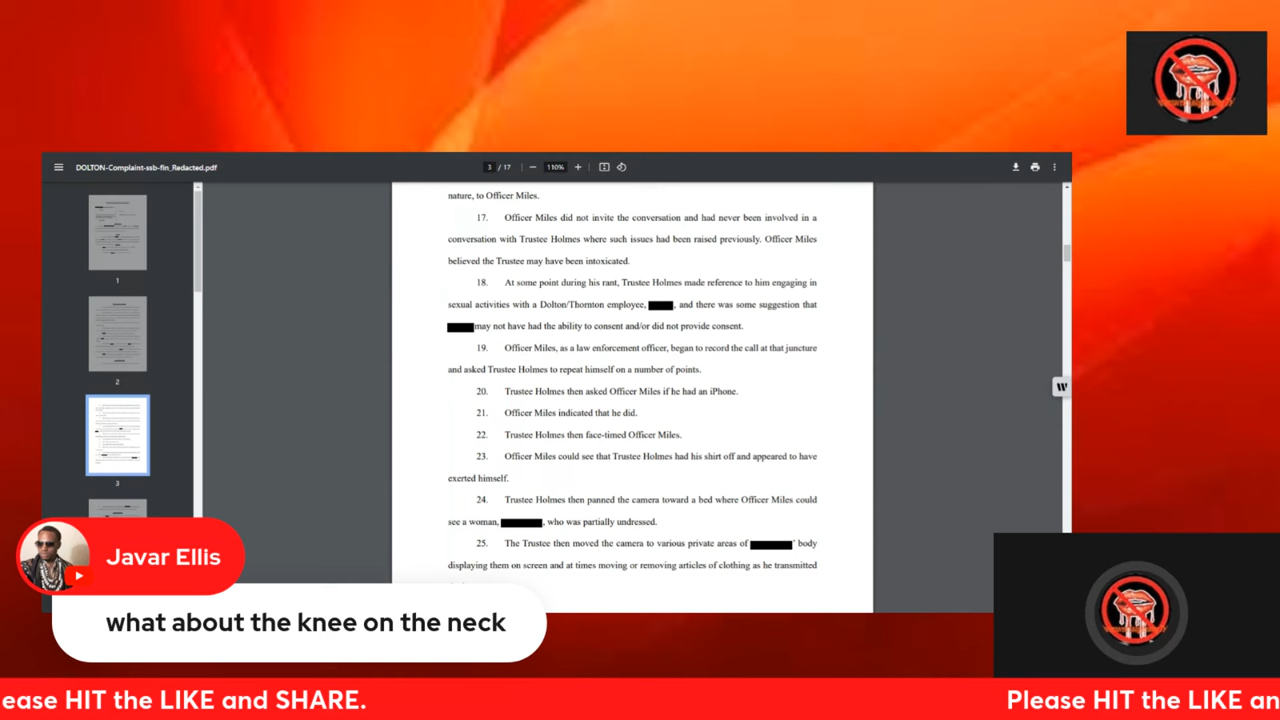 DOLTON-Complaint-ssb-fin_Redacted.pdf
3 / 17
110%
nature, to Officer Miles.
17. Officer Miles did not invite the conversation and had never been involved in a
conversation with Trustee Holmes where such issues had been raised previously. Officer Miles
believed the Trustee may have been intoxicated.
18. At some point during his rant, Trustee Holmes made reference to him engaging in
sexual activities with a Dolton/Thornton employee, , and there was some suggestion that
may not have had the ability to consent and/or did not provide consent.
19. Officer Miles, as a law enforcement officer, began to record the call at that juncture
and asked Trustee Holmes to repeat himself on a number of points.
20. Trustee Holmes then asked Officer Miles if he had an iPhone.
21. Officer Miles indicated that he did.
22. Trustee Holmes then face-timed Officer Miles.
23. Officer Miles could see that Trustee Holmes had his shirt off and appeared to have
exerted himself.
24. Trustee Holmes then panned the camera toward a bed where Officer Miles could
see a woman, , who was partially undressed.
25. The Trustee then moved the camera to various private areas of ' body
displaying them on screen and at times moving or removing articles of clothing as he transmitted
1
2
3
W
Javar Ellis
what about the knee on the neck
ease HIT the LIKE and SHARE.
Please HIT the LIKE an